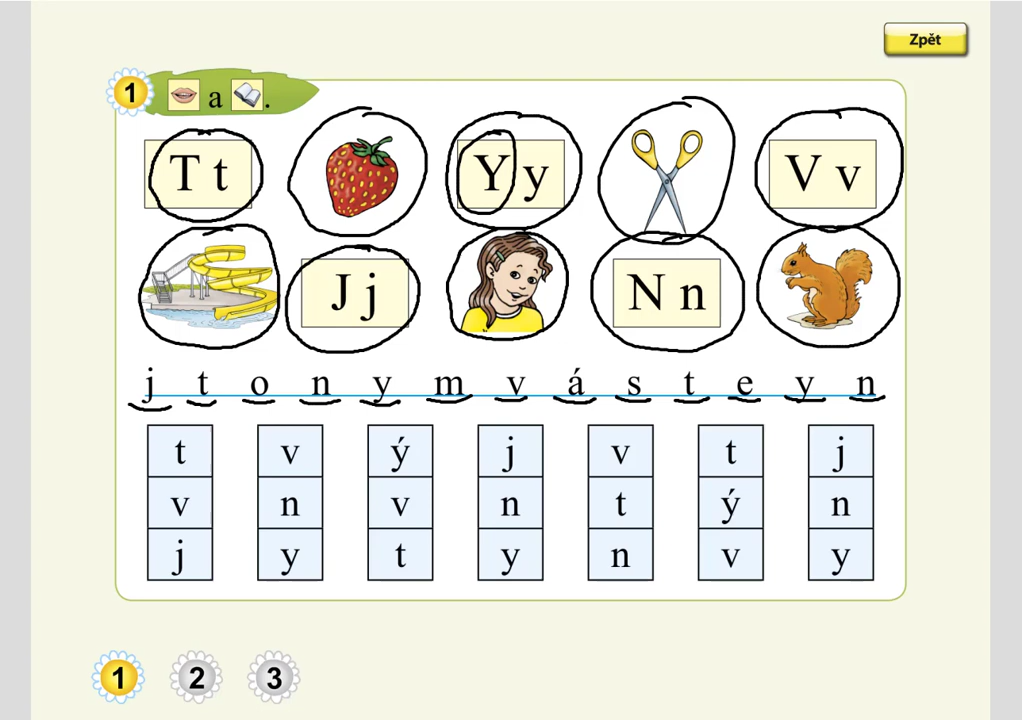 Zpět
1 a .
T t Y y V v
J j N n
j t o n y m v á s t e y n
t v ý j v t j
v n v n t ý n
j y t y n v y
1 2 3